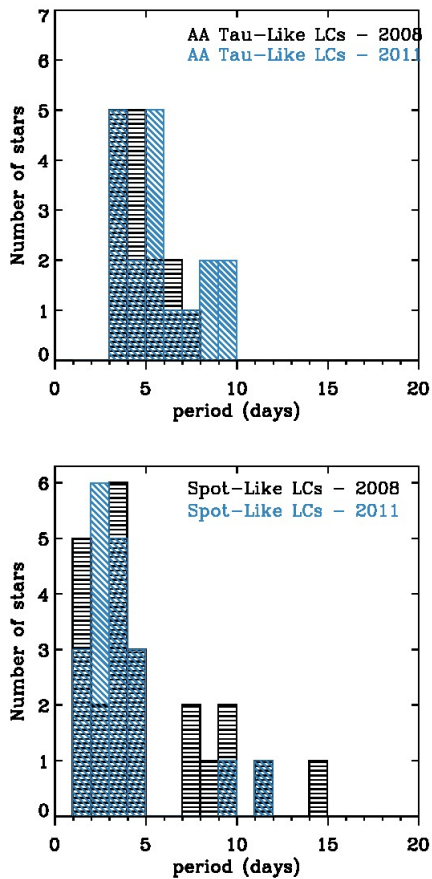 7
AA Tau-Like LCs - 2008
6
AA Tau-Like LCs - 2011
5
4
3
2
1
0
Number of stars
0 5 10 15 20
period (days)
6
Spot-Like LCs - 2008
Spot-Like LCs - 2011
5
4
3
2
1
0
Number of stars
0 5 10 15 20
period (days)